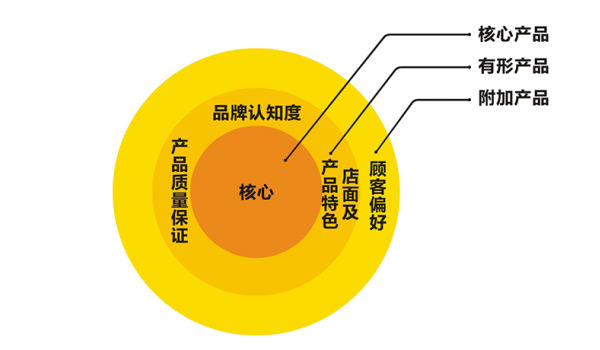 核心产品
有形产品
附加产品
品牌认知度
产品质量保证
核心
店面及
产品特色
顾客偏好